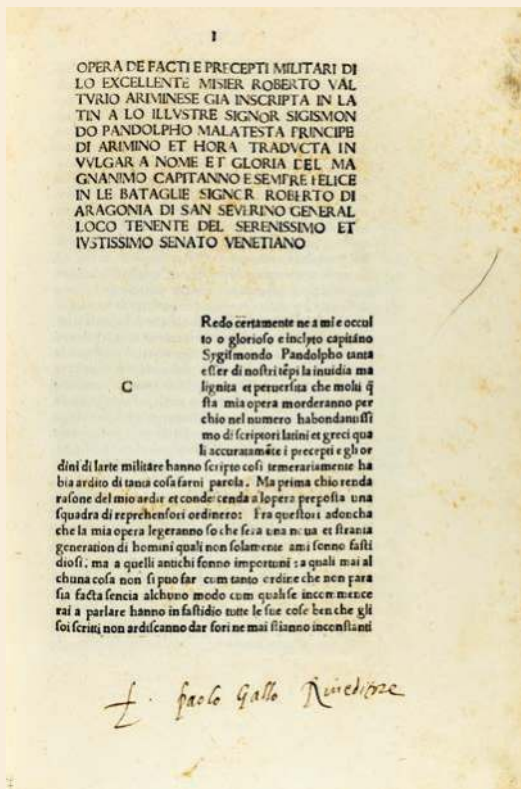 I
OPERA DE FACTI E PRECEPTI MILITARI DI
LO EXCELLENTE MISIER ROBERTO VAL
TVRIO ARIMINESE GIA INSCRIPTA IN LA
TIN A LO ILLVSTRE SIGNOR SIGISMON
DO PANDOLPHO MALATESTA PRINCIPE
DI ARIMINO ET HORA TRADVCTA IN
VVLGAR A NOME ET GLORIA DEL MA
GNANIMO CAPITANNO E SEMPRE FELICE
IN LE BATAGLIE SIGNOR ROBERTO DI
ARAGONIA DI SAN SEVERINO GENERAL
LOCO TENENTE DEL SERENISSIMO ET
IVSTISSIMO SENATO VENETIANO
Redo certamente ne a mi e occul
to o glorioso e inclyto capitáno
Sygismondo Pandolpho tanta
esser di nostri tẽpi la inuidia ma
C
lignita et peruersita che molti q̃
sta mia opera morderanno per
chio nel numero habondantissi
mo di scriptori latini et greci qua
li accuratamẽte i precepti e gli or
dini di larte militáre hanno scripto cosi temerariamente ha
bia ardito di tanta cosa farni parola. Ma prima chio renda
rasone del mio ardir et condescenda a lopera preposta una
squadra di reprehensori ordinero: Fra questori adoncha
che la mia opera legeranno so che sera una noua et strania
generation di homini quali non solamente ami sonno fasti
diosi, ma a quelli antichi sonno importuni: a quali mai al
chuna cosa non si puo far cum tanto ordine che non para
sia facta sencia alchuno modo cum qualise incommence
rai a parlare hanno in fastidio tutte le sue cose ben che gli
soi scritti non ardiscanno dar fori ne mai stianno inconstanti
paolo Gallo